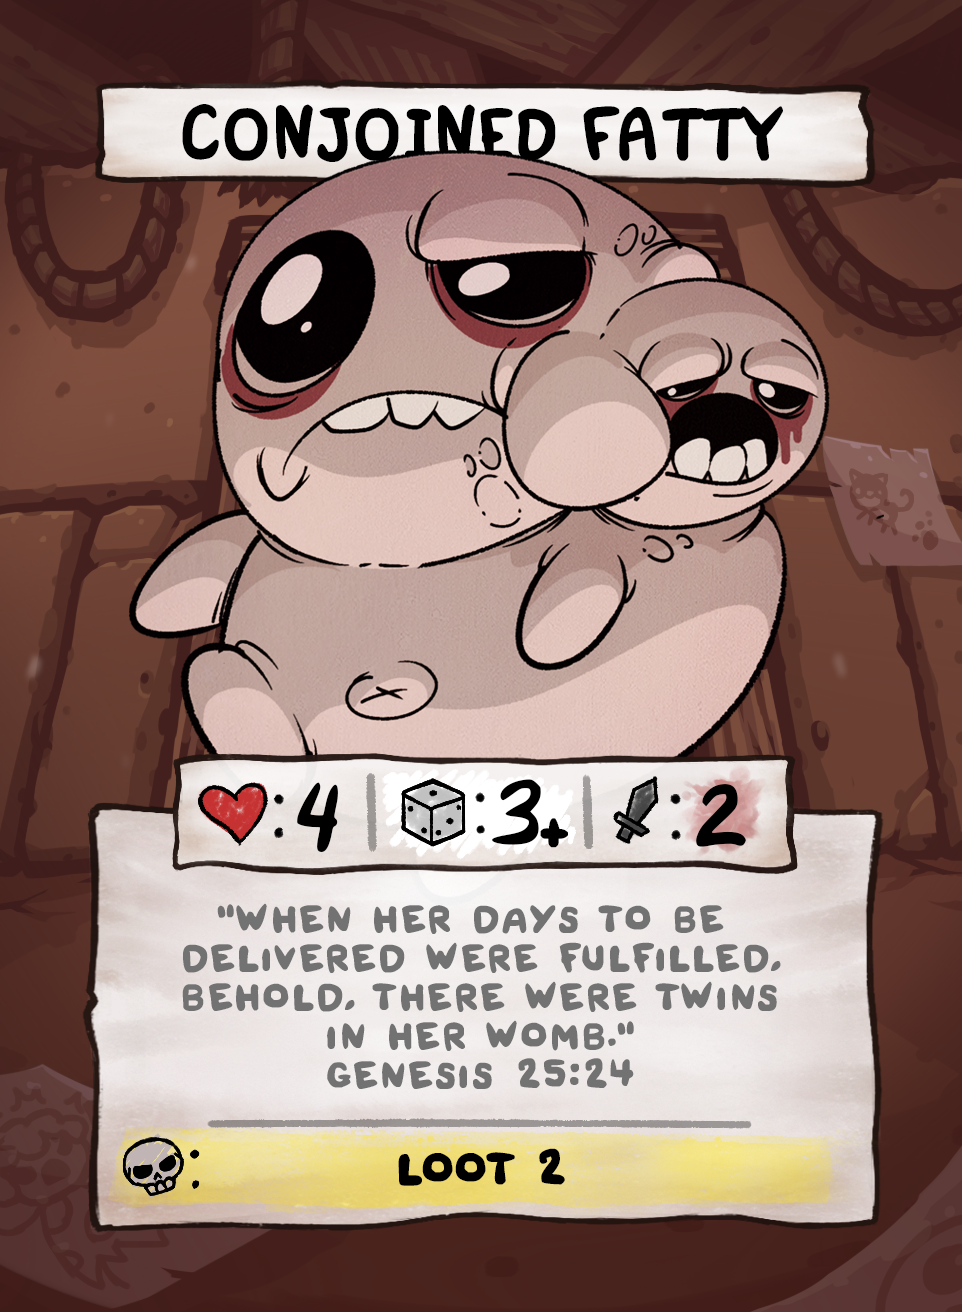 CONJOINED FATTY
:4 :3+ :2
"WHEN HER DAYS TO BE
DELIVERED WERE FULFILLED,
BEHOLD, THERE WERE TWINS
IN HER WOMB."
GENESIS 25:24
: LOOT 2